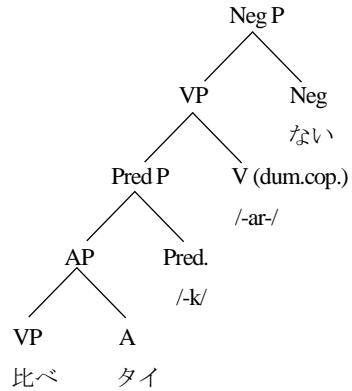 Neg P
VP Neg
ない
Pred P V (dum.cop.)
/-ar-/
AP Pred.
/-k/
VP A
比べ タイ